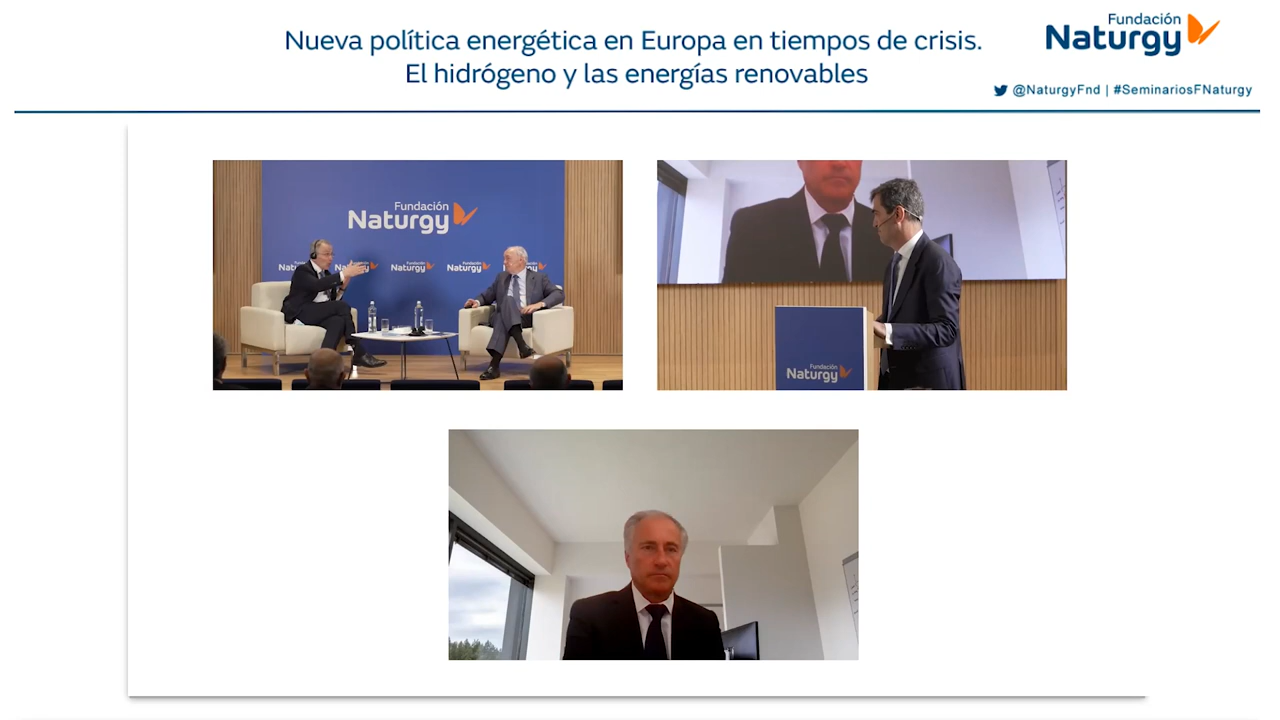 Nueva política energética en Europa en tiempos de crisis.
El hidrógeno y las energías renovables
Fundación
Naturgy
@NaturgyFnd | #SeminariosFNaturgy
Fundación
Naturgy
Naturgy
Naturgy
Fundación
Naturgy